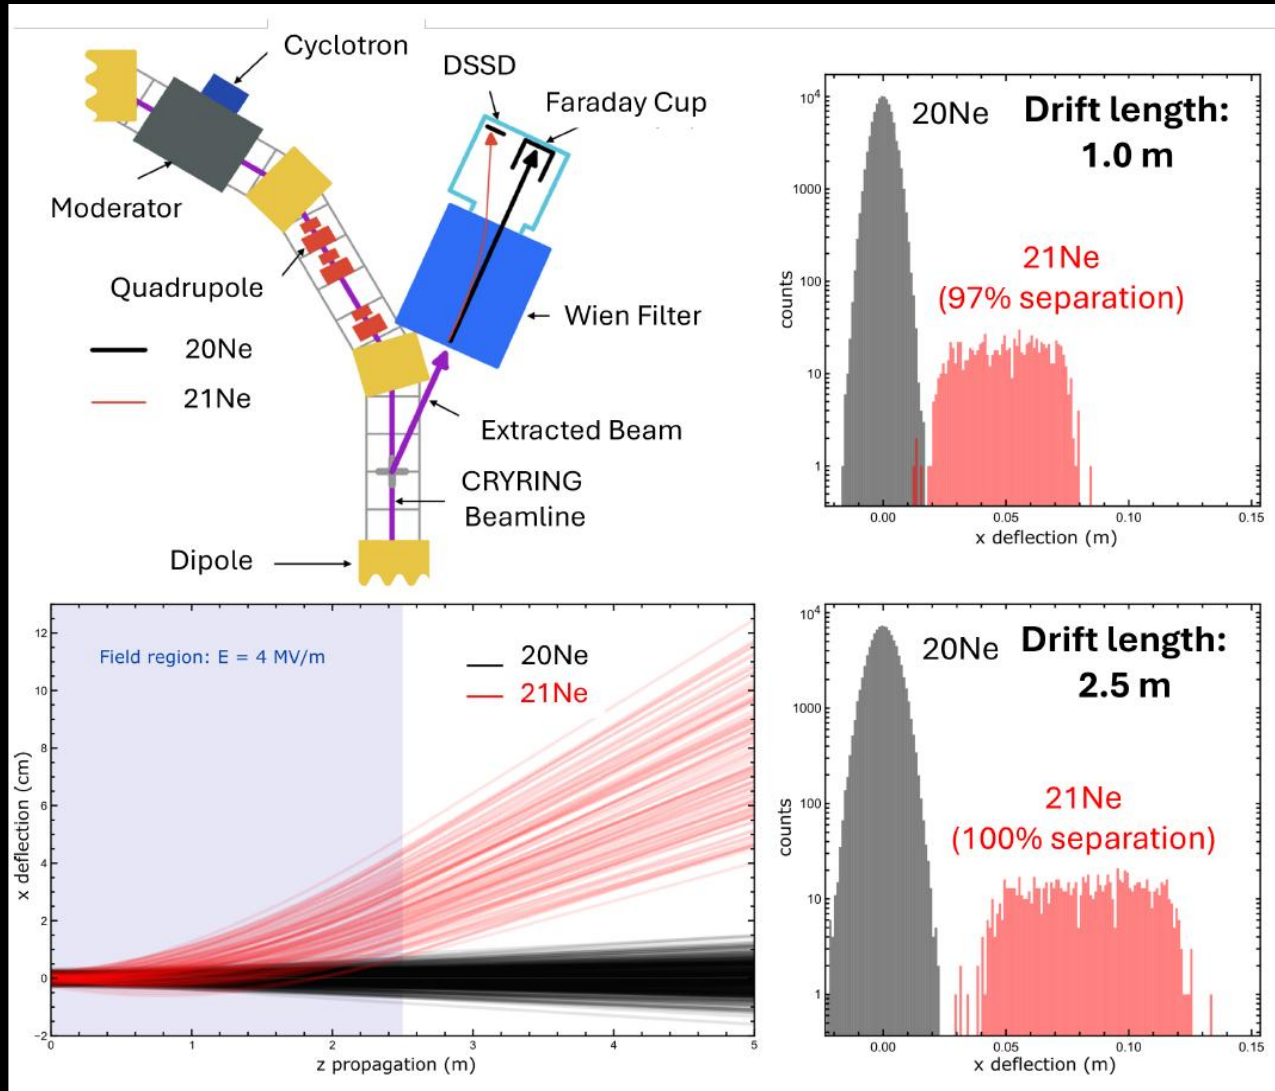 Cyclotron
DSSD
Faraday Cup
Moderator
Quadrupole
Wien Filter
20Ne
21Ne
Extracted Beam
CRYRING
Beamline
Dipole
20Ne
Drift length:
1.0 m
21Ne
(97% separation)
10⁴
1000
100
10
1
counts
0.00 0.05 0.10 0.15
x deflection (m)
Field region: E = 4 MV/m
20Ne
21Ne
12
10
8
6
4
2
0
−2
x deflection (cm)
0 1 2 3 4 5
z propagation (m)
20Ne
Drift length:
2.5 m
21Ne
(100% separation)
10⁴
1000
100
10
1
counts
0.00 0.05 0.10 0.15
x deflection (m)